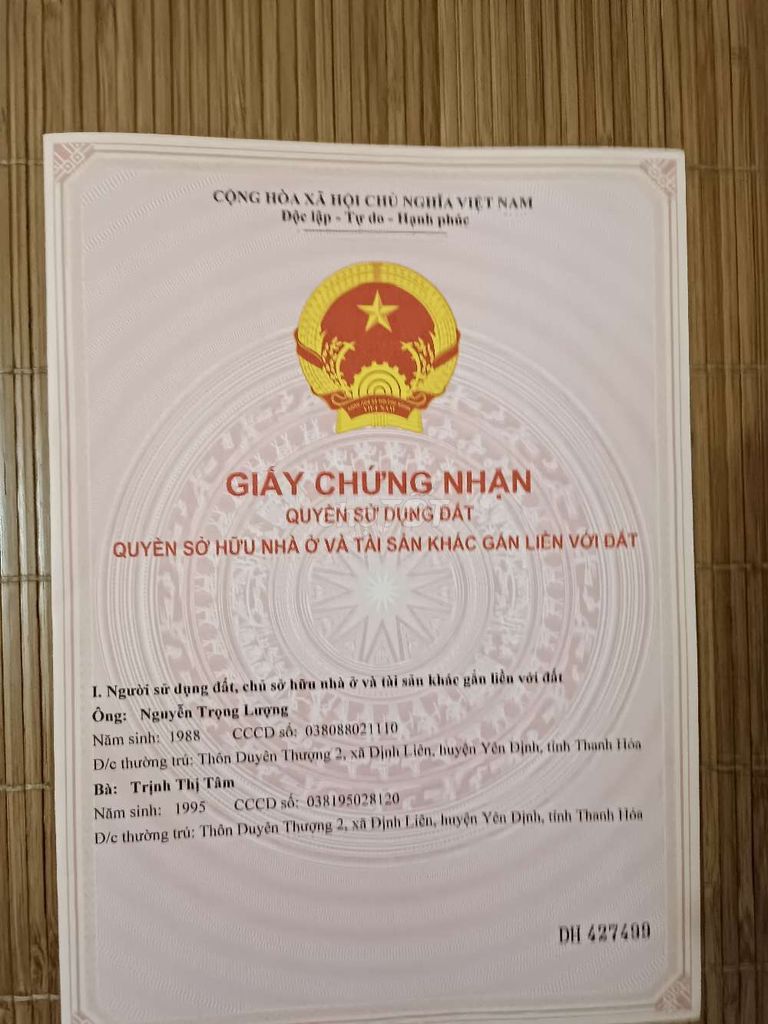 CỘNG HÒA XÃ HỘI CHỦ NGHĨA VIỆT NAM
Độc lập - Tự do - Hạnh phúc
VIỆT NAM
GIẤY CHỨNG NHẬN
QUYỀN SỬ DỤNG ĐẤT
QUYỀN SỞ HỮU NHÀ Ở VÀ TÀI SẢN KHÁC GẮN LIỀN VỚI ĐẤT
I. Người sử dụng đất, chủ sở hữu nhà ở và tài sản khác gắn liền với đất
Ông: Nguyễn Trọng Lượng
Năm sinh: 1988 CCCD số: 038088021110
Đ/c thường trú: Thôn Duyên Thượng 2, xã Định Liên, huyện Yên Định, tỉnh Thanh Hóa
Bà: Trịnh Thị Tâm
Năm sinh: 1995 CCCD số: 038195028120
Đ/c thường trú: Thôn Duyên Thượng 2, xã Định Liên, huyện Yên Định, tỉnh Thanh Hóa
DH 427499